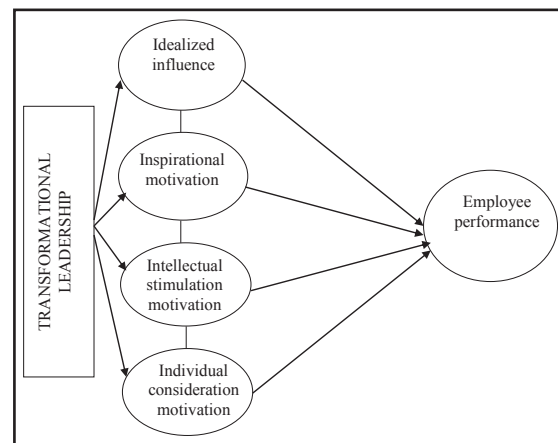 TRANSFORMATIONAL
LEADERSHIP
Idealized
influence
Inspirational
motivation
Intellectual
stimulation
motivation
Individual
consideration
motivation
Employee
performance